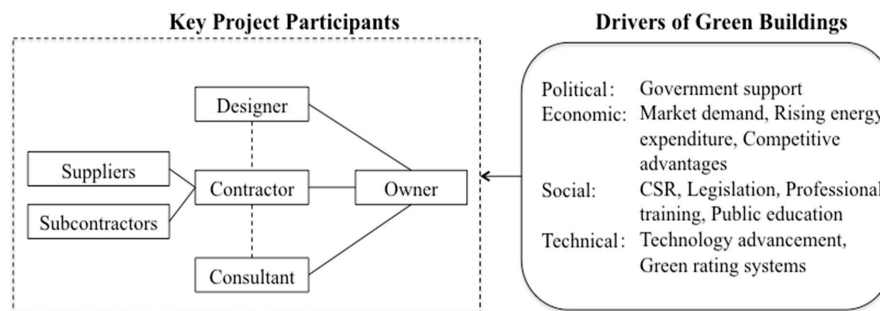 Key Project Participants
Designer
Suppliers
Contractor
Owner
Subcontractors
Consultant
Drivers of Green Buildings
Political: Government support
Economic: Market demand, Rising energy
expenditure, Competitive
advantages
Social: CSR, Legislation, Professional
training, Public education
Technical: Technology advancement,
Green rating systems